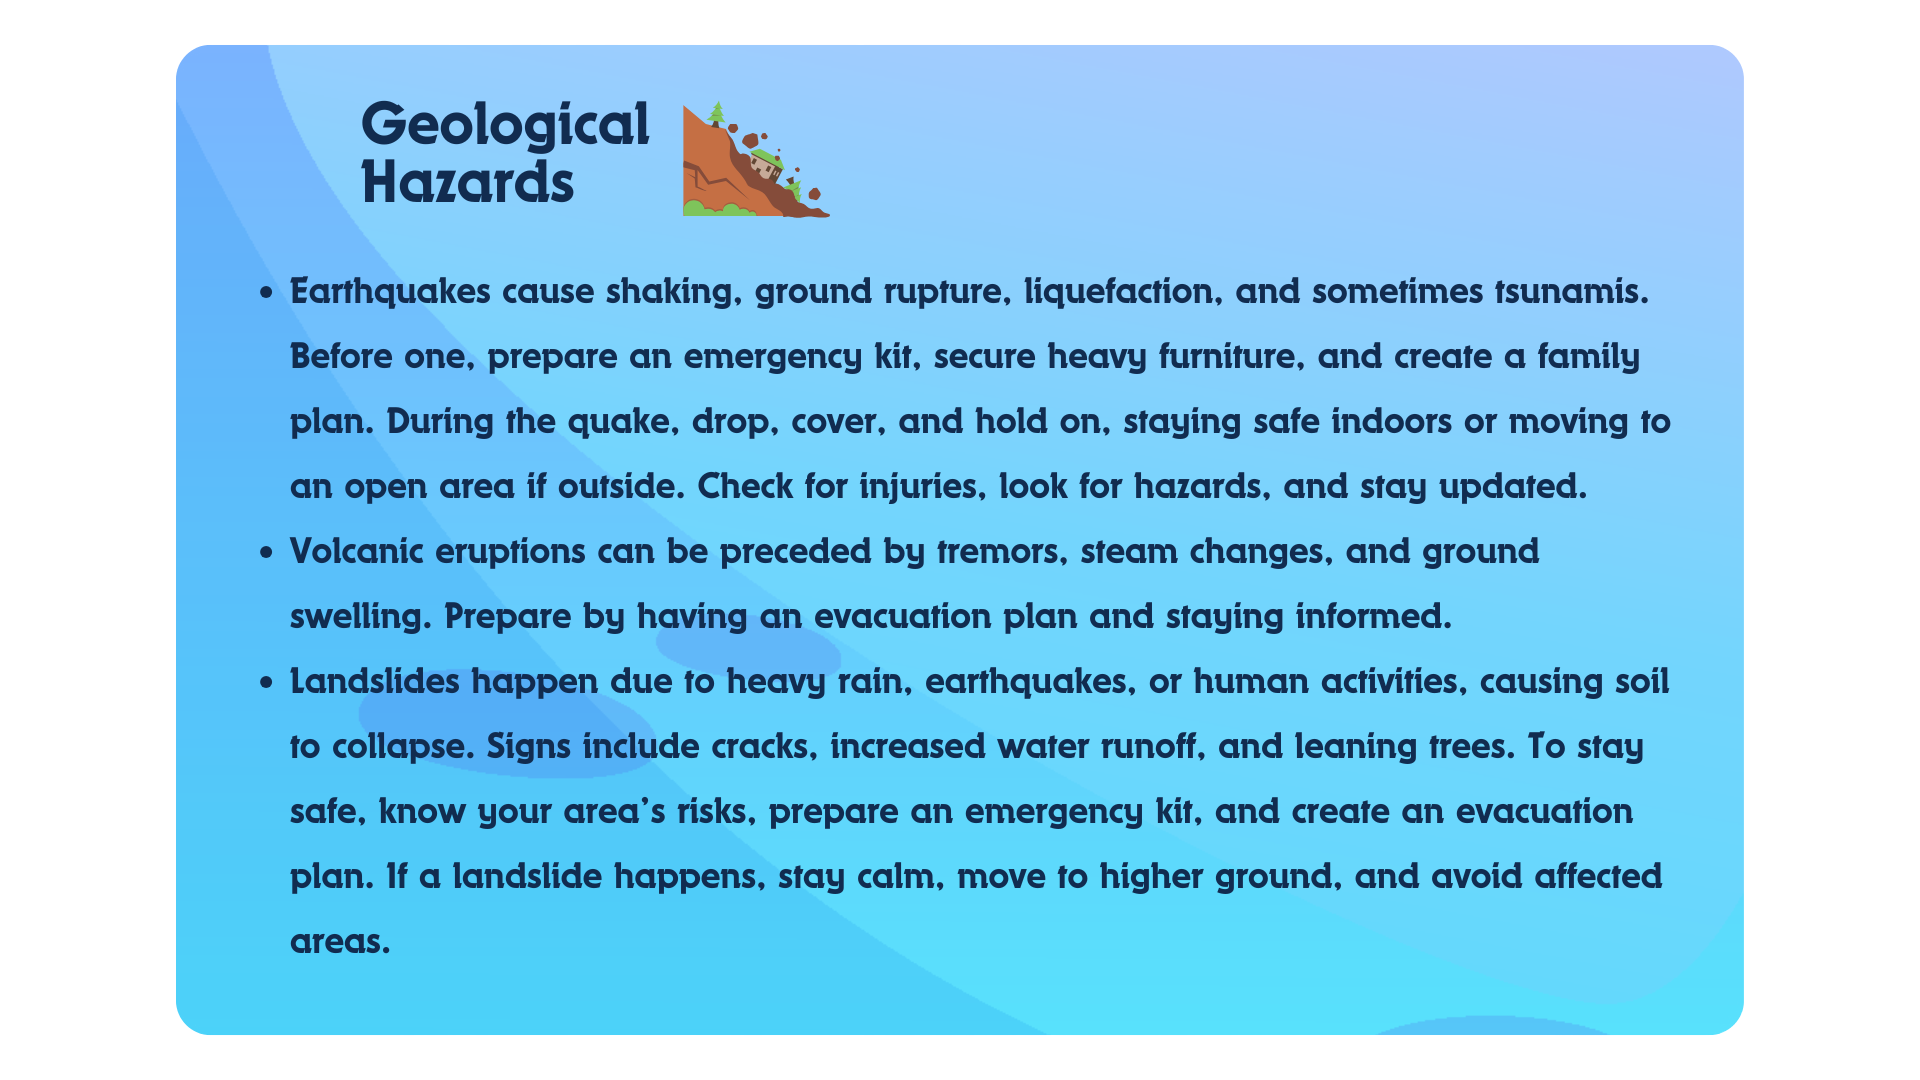 Geological
Hazards
• Earthquakes cause shaking, ground rupture, liquefaction, and sometimes tsunamis.
Before one, prepare an emergency kit, secure heavy furniture, and create a family
plan. During the quake, drop, cover, and hold on, staying safe indoors or moving to
an open area if outside. Check for injuries, look for hazards, and stay updated.
• Volcanic eruptions can be preceded by tremors, steam changes, and ground
swelling. Prepare by having an evacuation plan and staying informed.
• Landslides happen due to heavy rain, earthquakes, or human activities, causing soil
to collapse. Signs include cracks, increased water runoff, and leaning trees. To stay
safe, know your area’s risks, prepare an emergency kit, and create an evacuation
plan. If a landslide happens, stay calm, move to higher ground, and avoid affected
areas.